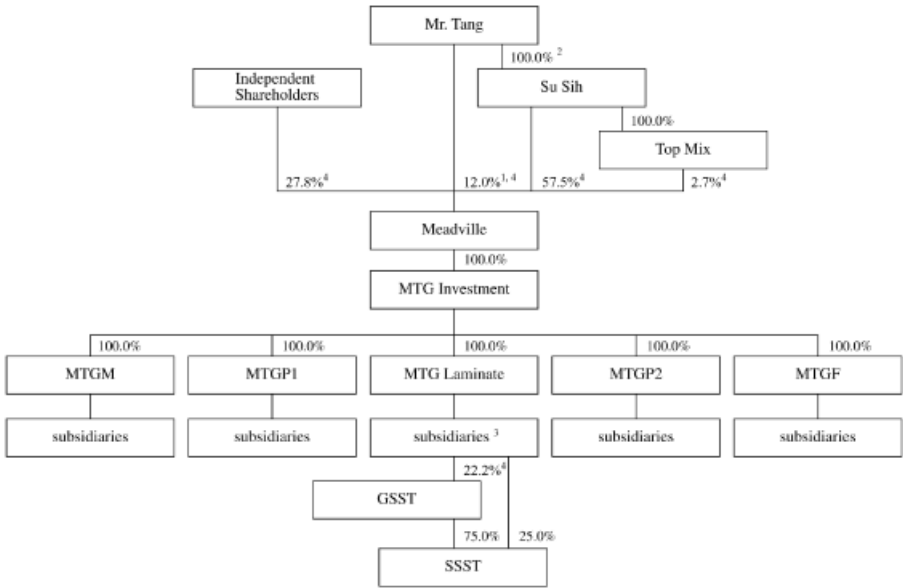 Mr. Tang
100.0% 2
Independent
Shareholders
Su Sih
100.0%
Top Mix
27.8%4
12.0%1, 4
57.5%4
2.7%4
Meadville
100.0%
MTG Investment
100.0%
100.0%
100.0%
100.0%
100.0%
MTGM
MTGP1
MTG Laminate
MTGP2
MTGF
subsidiaries
subsidiaries
subsidiaries 3
subsidiaries
subsidiaries
22.2%4
GSST
75.0%
25.0%
SSST